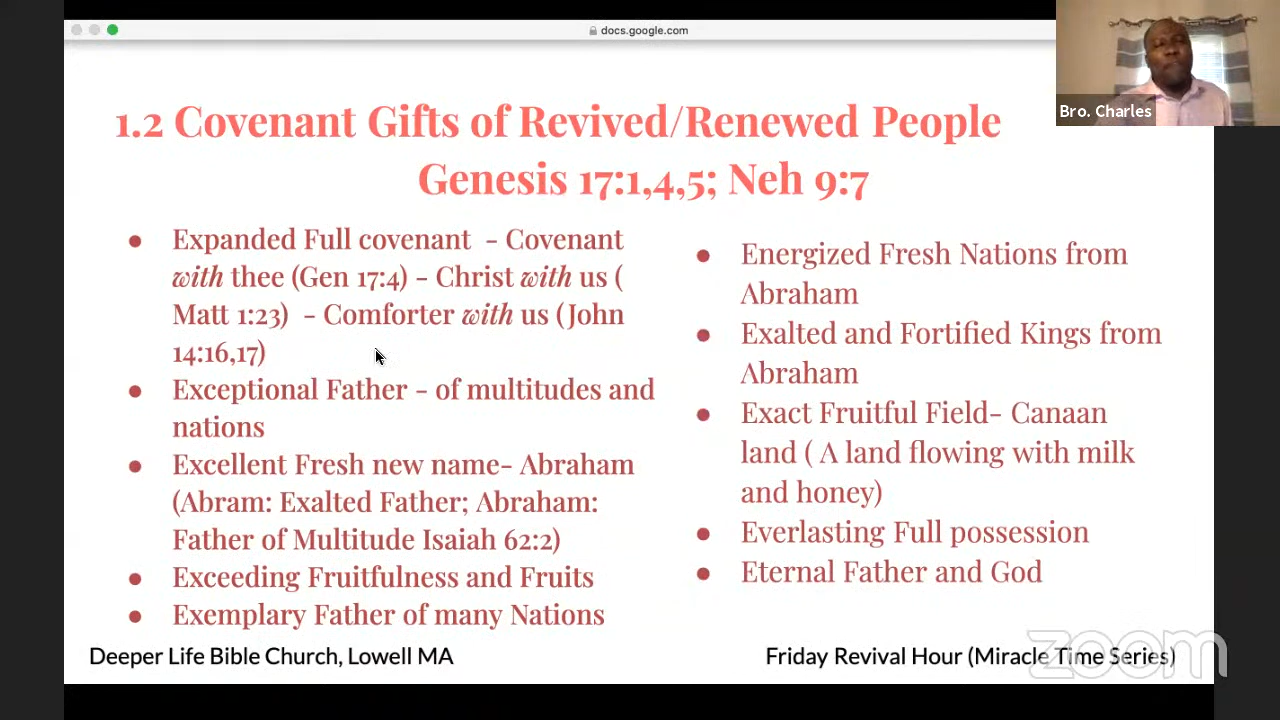 docs.google.com
Bro. Charles
1.2 Covenant Gifts of Revived/Renewed People
Genesis 17:1,4,5; Neh 9:7
● Expanded Full covenant - Covenant
with thee (Gen 17:4) - Christ with us (
Matt 1:23) - Comforter with us (John
14:16,17)
● Exceptional Father - of multitudes and
nations
● Excellent Fresh new name- Abraham
(Abram: Exalted Father; Abraham:
Father of Multitude Isaiah 62:2)
● Exceeding Fruitfulness and Fruits
● Exemplary Father of many Nations
● Energized Fresh Nations from
Abraham
● Exalted and Fortified Kings from
Abraham
● Exact Fruitful Field- Canaan
land ( A land flowing with milk
and honey)
● Everlasting Full possession
● Eternal Father and God
Deeper Life Bible Church, Lowell MA
Friday Revival Hour (Miracle Time Series)
zoom